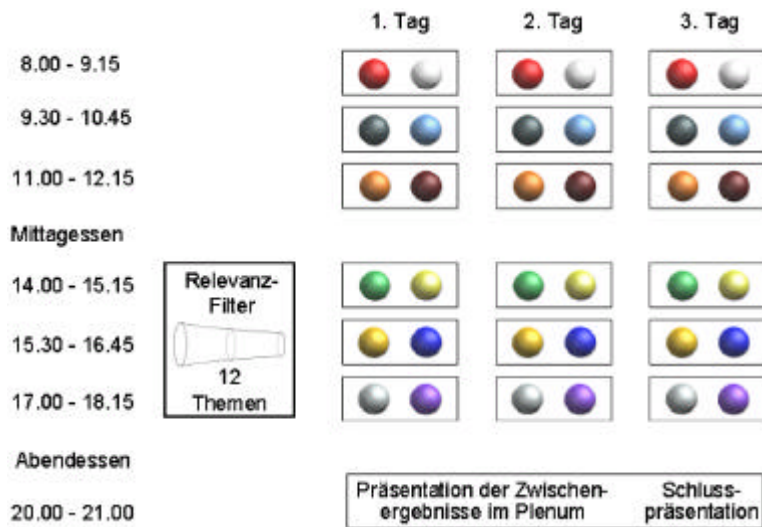 1. Tag 2. Tag 3. Tag
8.00 - 9.15
9.30 - 10.45
11.00 - 12.15
Mittagessen
14.00 - 15.15
15.30 - 16.45
17.00 - 18.15
Relevanz-
Filter
12
Themen
Abendessen
20.00 - 21.00
Präsentation der Zwischen-
ergebnisse im Plenum
Schluss-
präsentation